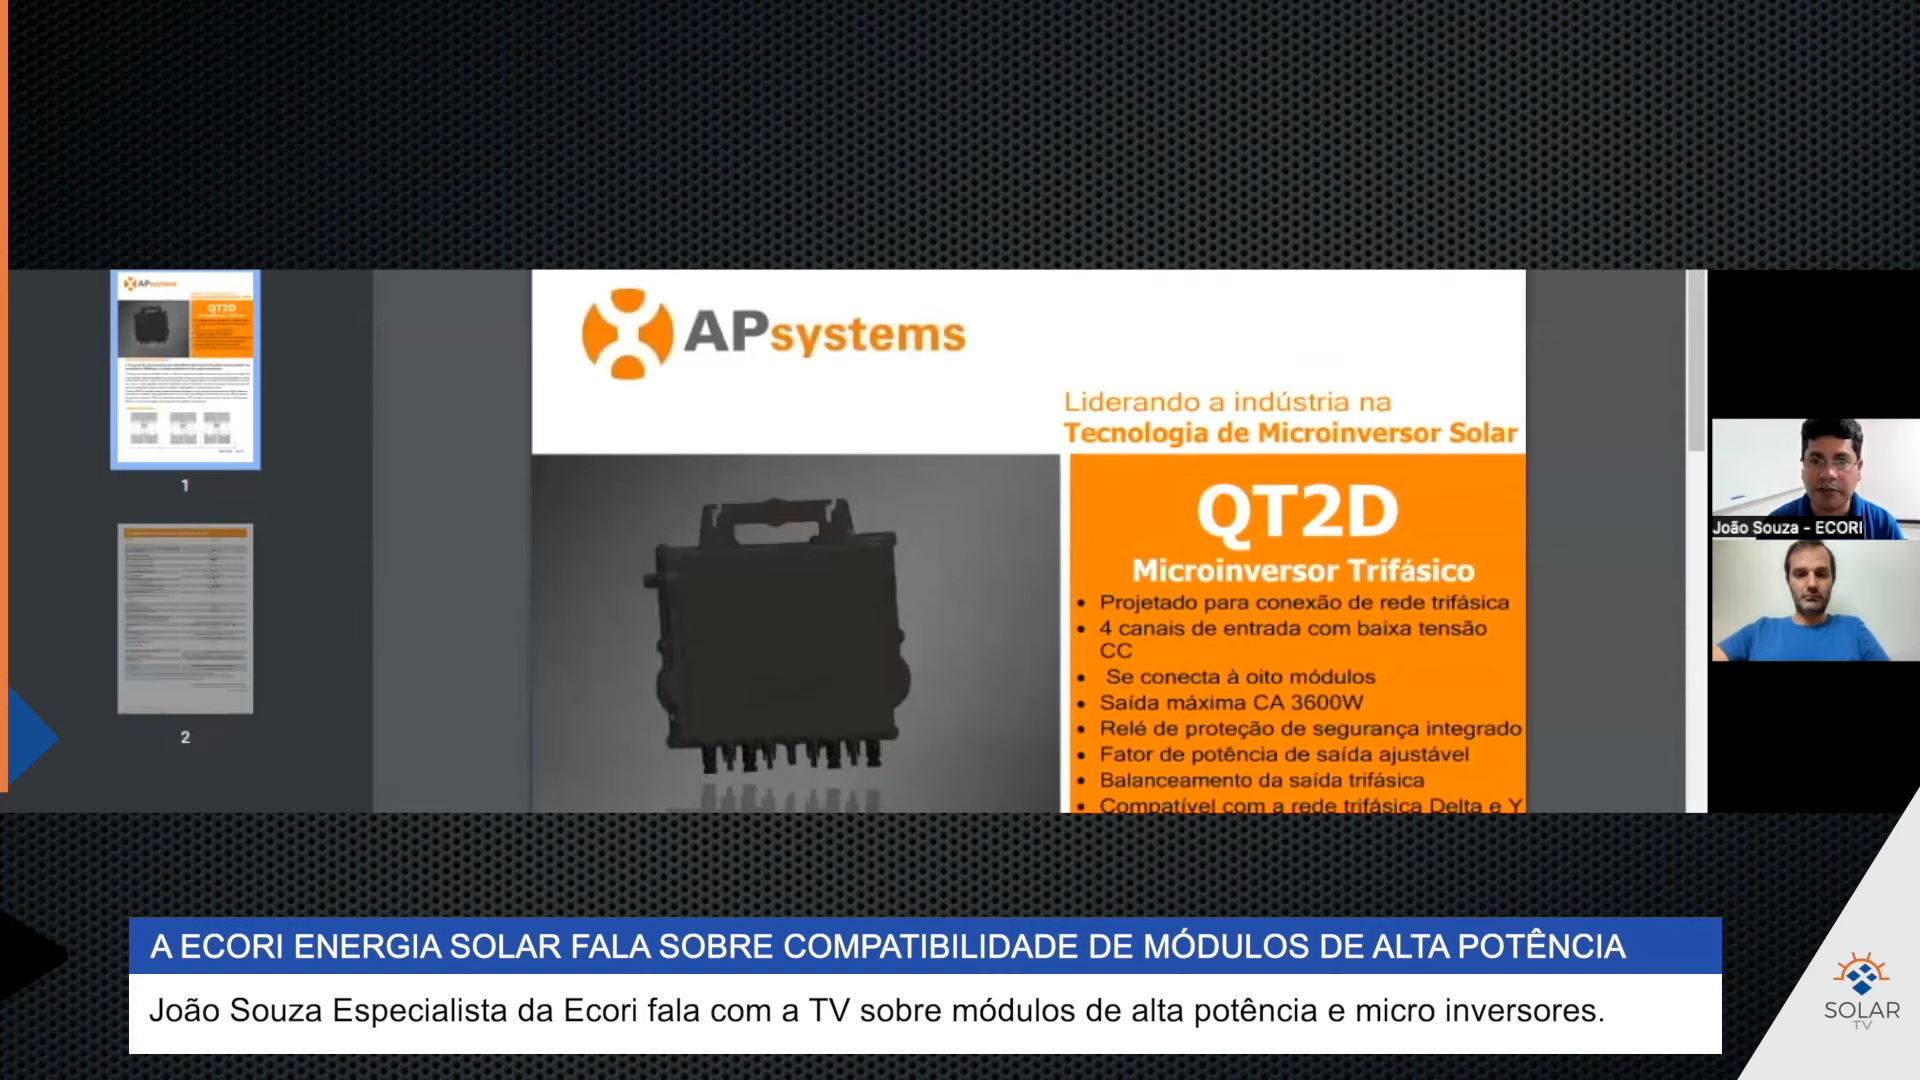 APsystems
QT2D
1
2
APsystems
Liderando a indústria na
Tecnologia de Microinversor Solar
QT2D
Microinversor Trifásico
• Projetado para conexão de rede trifásica
• 4 canais de entrada com baixa tensão
CC
• Se conecta à oito módulos
• Saída máxima CA 3600W
• Relé de proteção de segurança integrado
• Fator de potência de saída ajustável
• Balanceamento da saída trifásica
• Compatível com a rede trifásica Delta e Y
João Souza - ECORI
A ECORI ENERGIA SOLAR FALA SOBRE COMPATIBILIDADE DE MÓDULOS DE ALTA POTÊNCIA
João Souza Especialista da Ecori fala com a TV sobre módulos de alta potência e micro inversores.
SOLAR
TV